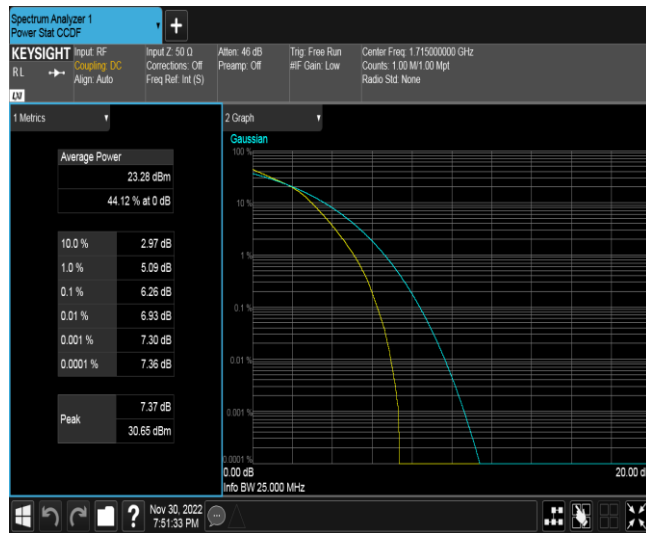 Spectrum Analyzer 1
Power Stat CCDF
+
KEYSIGHT
RL
LXI
Input: RF
Coupling: DC
Align: Auto
Input Z: 50 Ω
Corrections: Off
Freq Ref: Int (S)
Atten: 46 dB
Preamp: Off
Trig: Free Run
#IF Gain: Low
Center Freq: 1.715000000 GHz
Counts: 1.00 M/1.00 Mpt
Radio Std: None
1 Metrics
Average Power
23.28 dBm
44.12 % at 0 dB
10.0 % 2.97 dB
1.0 % 5.09 dB
0.1 % 6.26 dB
0.01 % 6.93 dB
0.001 % 7.30 dB
0.0001 % 7.36 dB
Peak
7.37 dB
30.65 dBm
2 Graph
Gaussian
100 %
10 %
1 %
0.1 %
0.01 %
0.001 %
0.0001 %
0.00 dB
20.00 d
Info BW 25.000 MHz
?
Nov 30, 2022
7:51:33 PM